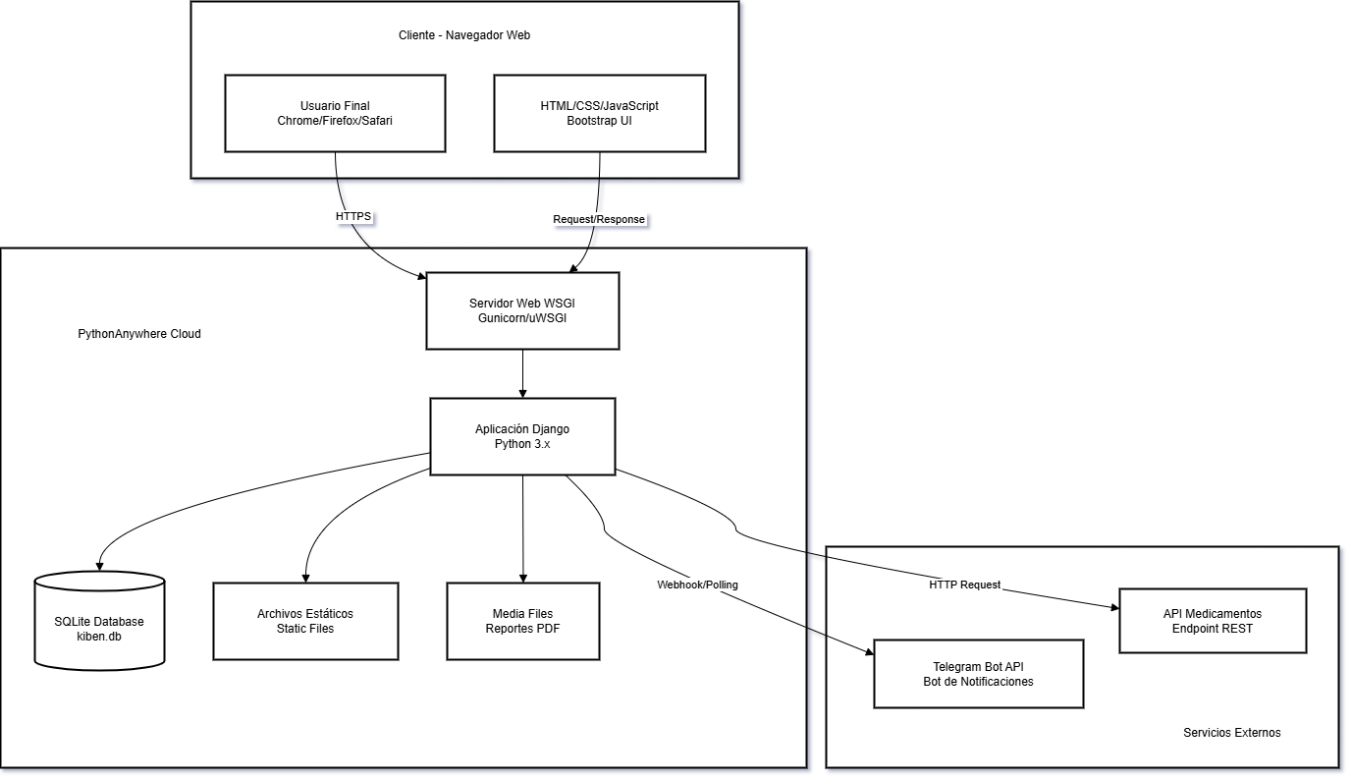 Cliente - Navegador Web
Usuario Final
Chrome/Firefox/Safari
HTML/CSS/JavaScript
Bootstrap UI
HTTPS
Request/Response
PythonAnywhere Cloud
Servidor Web WSGI
Gunicorn/uWSGI
Aplicación Django
Python 3.x
Webhook/Polling
HTTP Request
SQLite Database
kiben.db
Archivos Estáticos
Static Files
Media Files
Reportes PDF
API Medicamentos
Endpoint REST
Telegram Bot API
Bot de Notificaciones
Servicios Externos